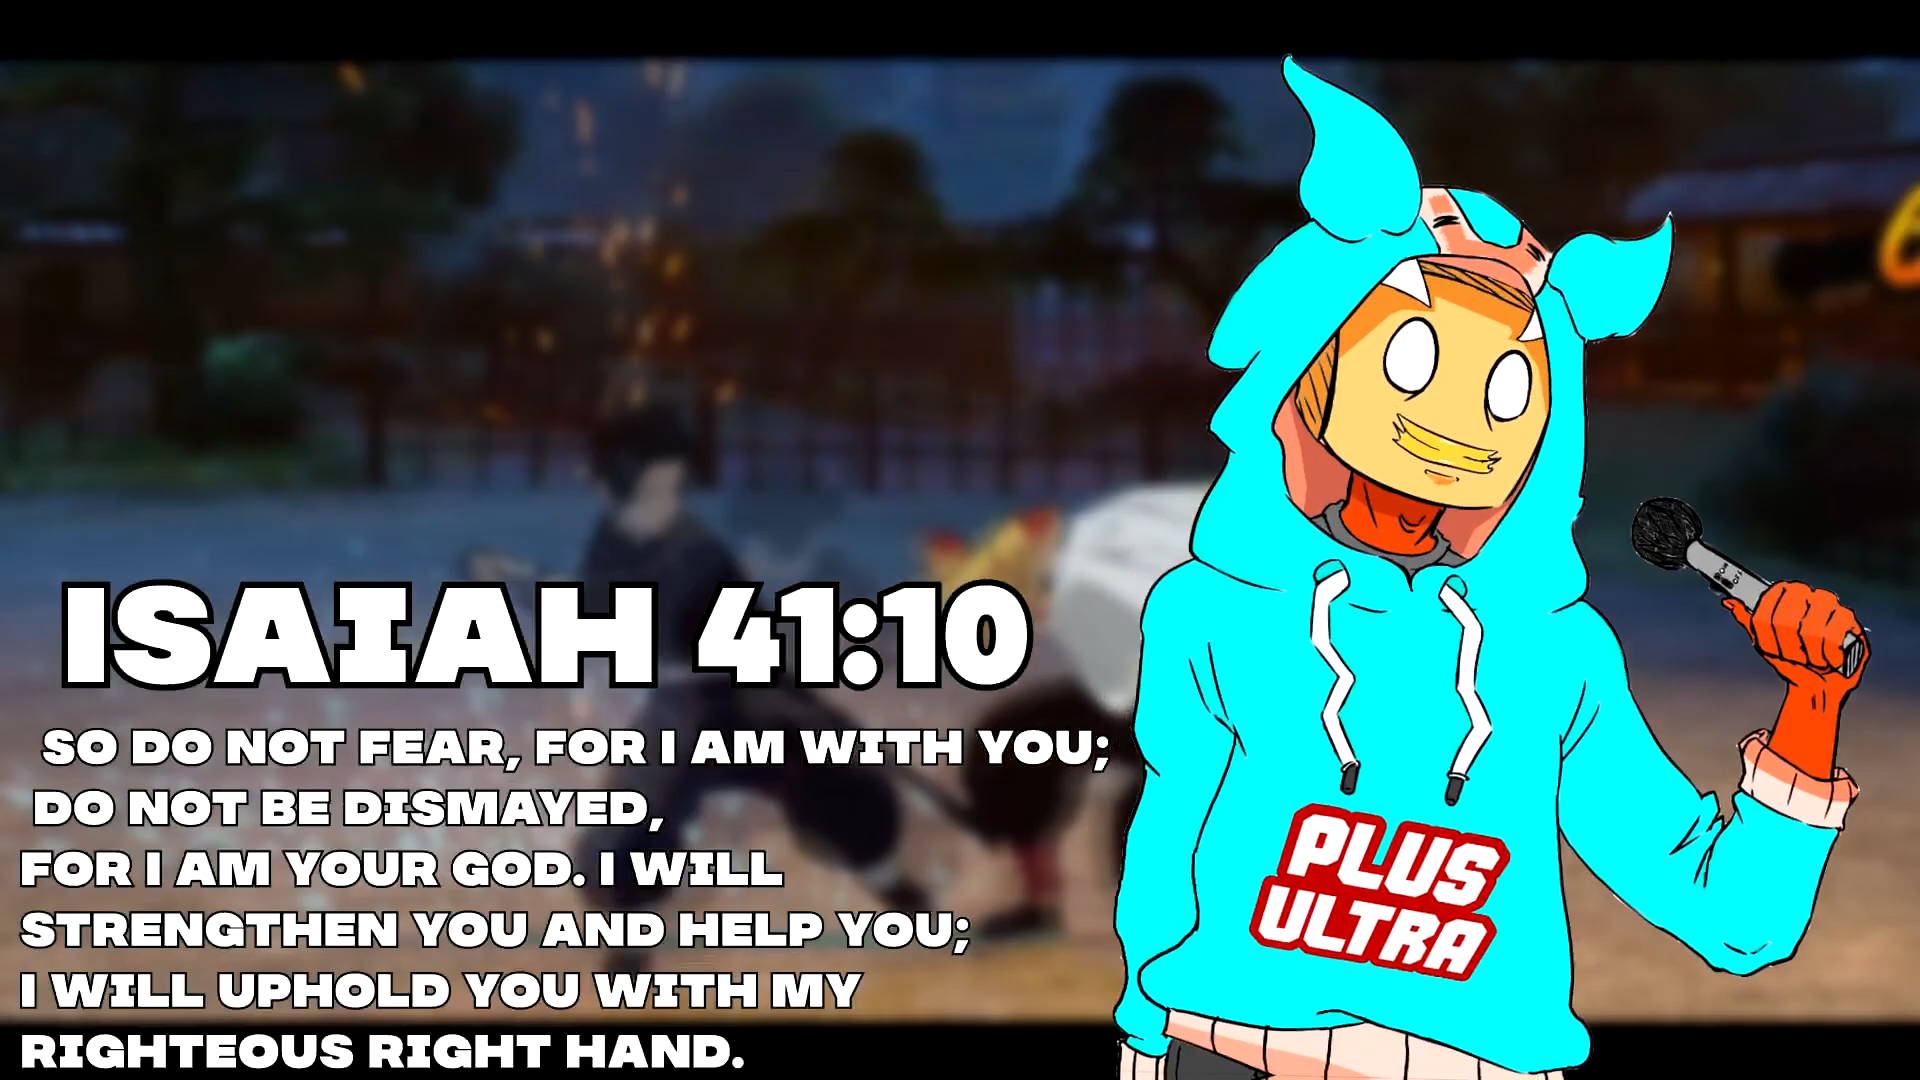 ISAIAH 41:10
SO DO NOT FEAR, FOR I AM WITH YOU;
DO NOT BE DISMAYED,
FOR I AM YOUR GOD. I WILL
STRENGTHEN YOU AND HELP YOU;
I WILL UPHOLD YOU WITH MY
RIGHTEOUS RIGHT HAND.
PLUS
ULTRA